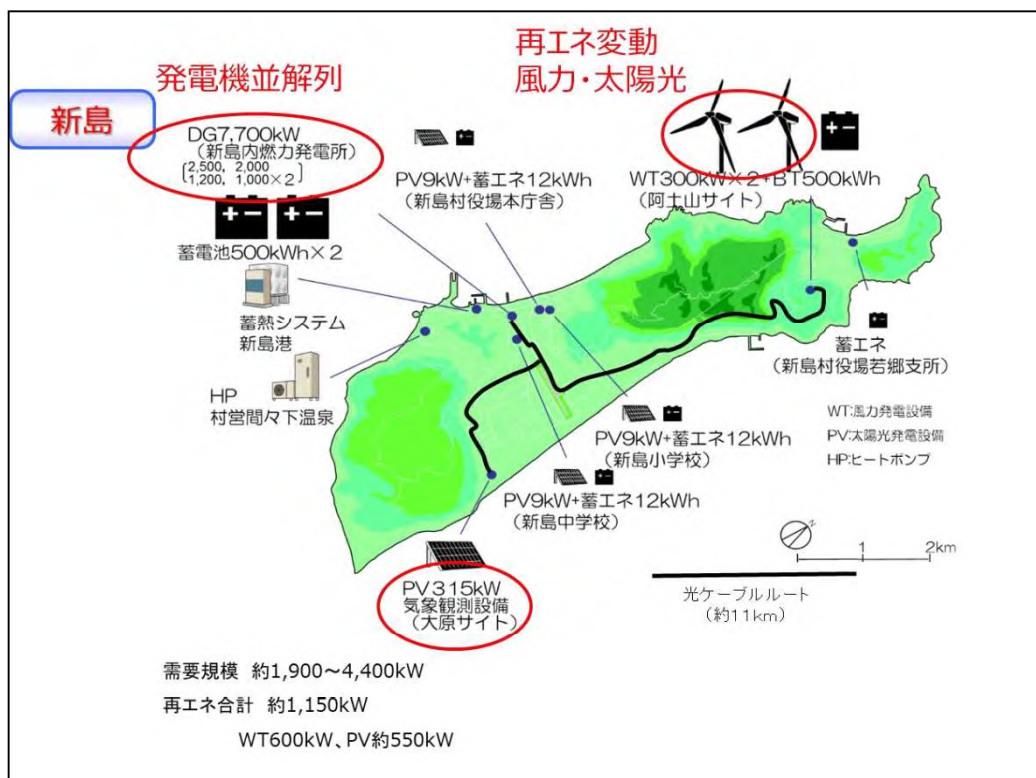 再エネ変動
風力・太陽光
発電機並解列
新島
DG7,700kW
(新島内燃力発電所)
2,500, 2,000
1,200, 1,000×2
PV9kW+蓄エネ12kWh
(新島村役場本庁舎)
WT300kW×2+BT500kWh
(阿土山サイト)
蓄電池500kWh×2
蓄熱システム
新島港
HP
村営間々下温泉
蓄エネ
(新島村役場若郷支所)
WT:風力発電設備
PV:太陽光発電設備
HP:ヒートポンプ
PV9kW+蓄エネ12kWh
(新島小学校)
PV9kW+蓄エネ12kWh
(新島中学校)
PV315kW
気象観測設備
(大原サイト)
N
1 2km
光ケーブルルート
(約11km)
需要規模 約1,900~4,400kW
再エネ合計 約1,150kW
WT600kW、PV約550kW